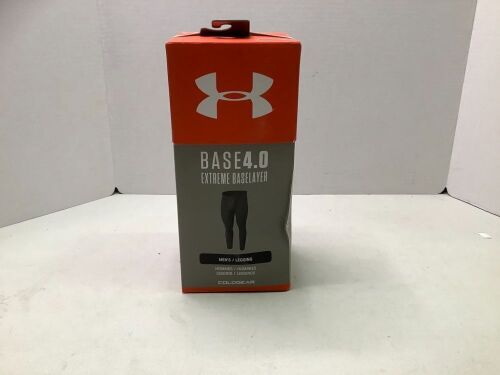 BASE4.0
EXTREME BASELAYER
MEN'S / LEGGING
COLDGEAR